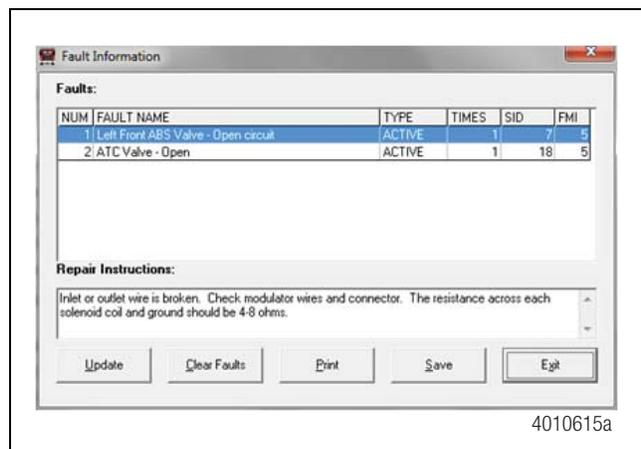 Fault Information
x
Faults:
NUM FAULT NAME TYPE TIMES SID FMI
1 Left Front ABS Valve - Open circuit ACTIVE 1 7 5
2 ATC Valve - Open ACTIVE 1 18 5
Repair Instructions:
Inlet or outlet wire is broken. Check modulator wires and connector. The resistance across each
solenoid coil and ground should be 4-8 ohms.
Update Clear Faults Print Save Exit
4010615a